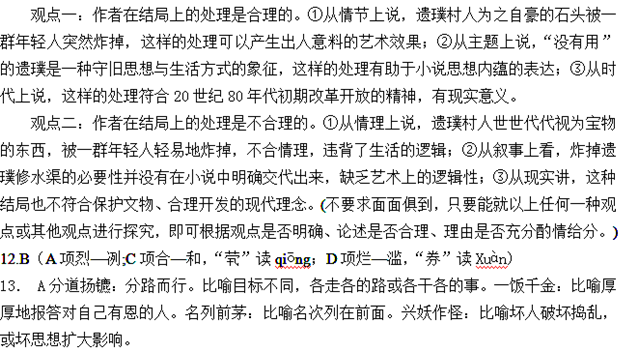 观点一：作者在结局上的处理是合理的。①从情节上说，遗璞村人为之自豪的石头被一
群年轻人突然炸掉，这样的处理可以产生出人意料的艺术效果；②从主题上说，“没有用”
的遗璞是一种守旧思想与生活方式的象征，这样的处理有助于小说思想内蕴的表达；③从时
代上说，这样的处理符合20世纪80年代初期改革开放的精神，有现实意义。
观点二：作者在结局上的处理是不合理的。①从情理上说，遗璞村人世世代代视为宝物
的东西，被一群年轻人轻易地炸掉，不合情理，违背了生活的逻辑；②从叙事上看，炸掉遗
璞修水渠的必要性并没有在小说中明确交代出来，缺乏艺术上的逻辑性；③从现实讲，这种
结局也不符合保护文物、合理开发的现代理念。(不要求面面俱到，只要能就以上任何一种观
点或其他观点进行探究，即可根据观点是否明确、论述是否合理、理由是否充分酌情给分。)
12.B（A项烈—冽;C项合—和，“茕”读qiōng；D项烂—滥，“券”读Xuàn)
13. A分道扬镳：分路而行。比喻目标不同，各走各的路或各干各的事。一饭千金：比喻厚
厚地报答对自己有恩的人。名列前茅：比喻名次列在前面。兴妖作怪：比喻坏人破坏捣乱，
或坏思想扩大影响。